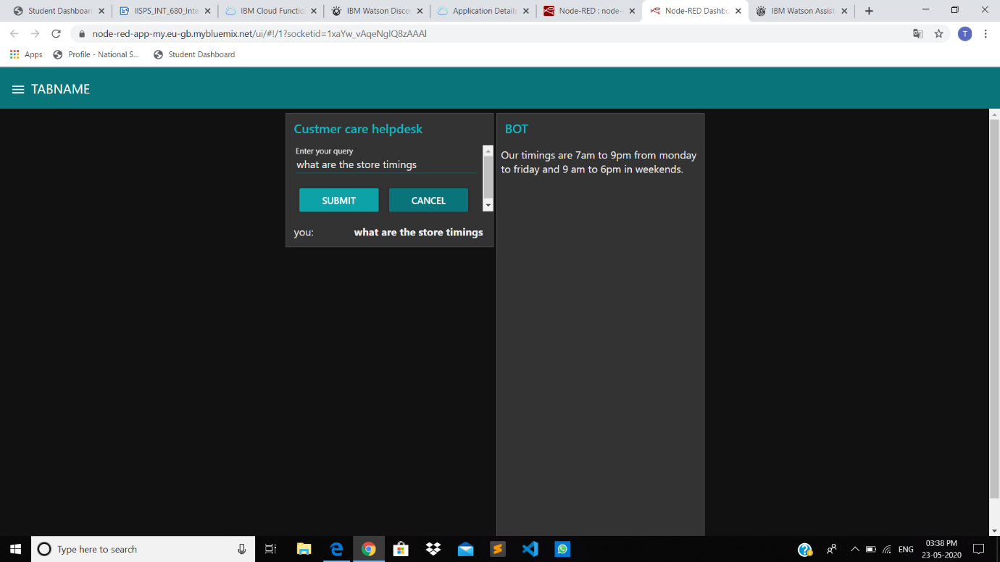 Student Dashboar
IISPS_INT_680_Inte
IBM Cloud Functio
IBM Watson Disco
Application Details
Node-RED : node-
Node-RED Dashbo
IBM Watson Assist
node-red-app-my.eu-gb.mybluemix.net/ui/#!/1?socketid=1xaYw_vAqeNgIQ8zAAAl
T
Apps
Profile - National S...
Student Dashboard
TABNAME
Custmer care helpdesk
Enter your query *
what are the store timings
SUBMIT
CANCEL
you:
what are the store timings
BOT
Our timings are 7am to 9pm from monday
to friday and 9 am to 6pm in weekends.
Type here to search
ENG
03:38 PM
23-05-2020